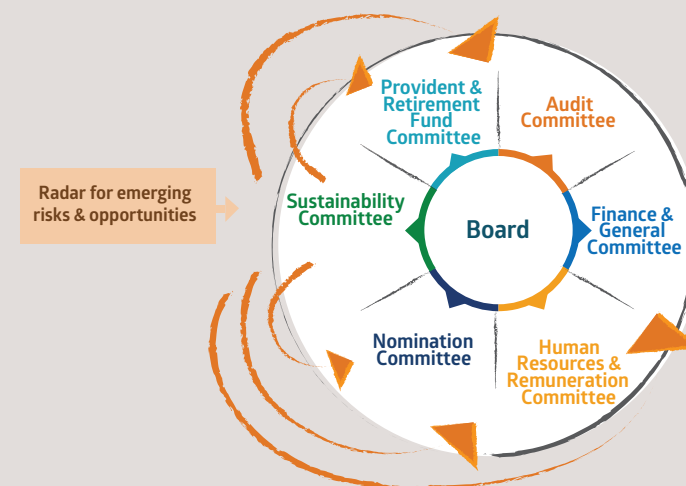 Provident &
Retirement
Fund
Committee
Audit
Committee
Radar for emerging
risks & opportunities
Sustainability
Committee
Board
Finance &
General
Committee
Nomination
Committee
Human
Resources &
Remuneration
Committee